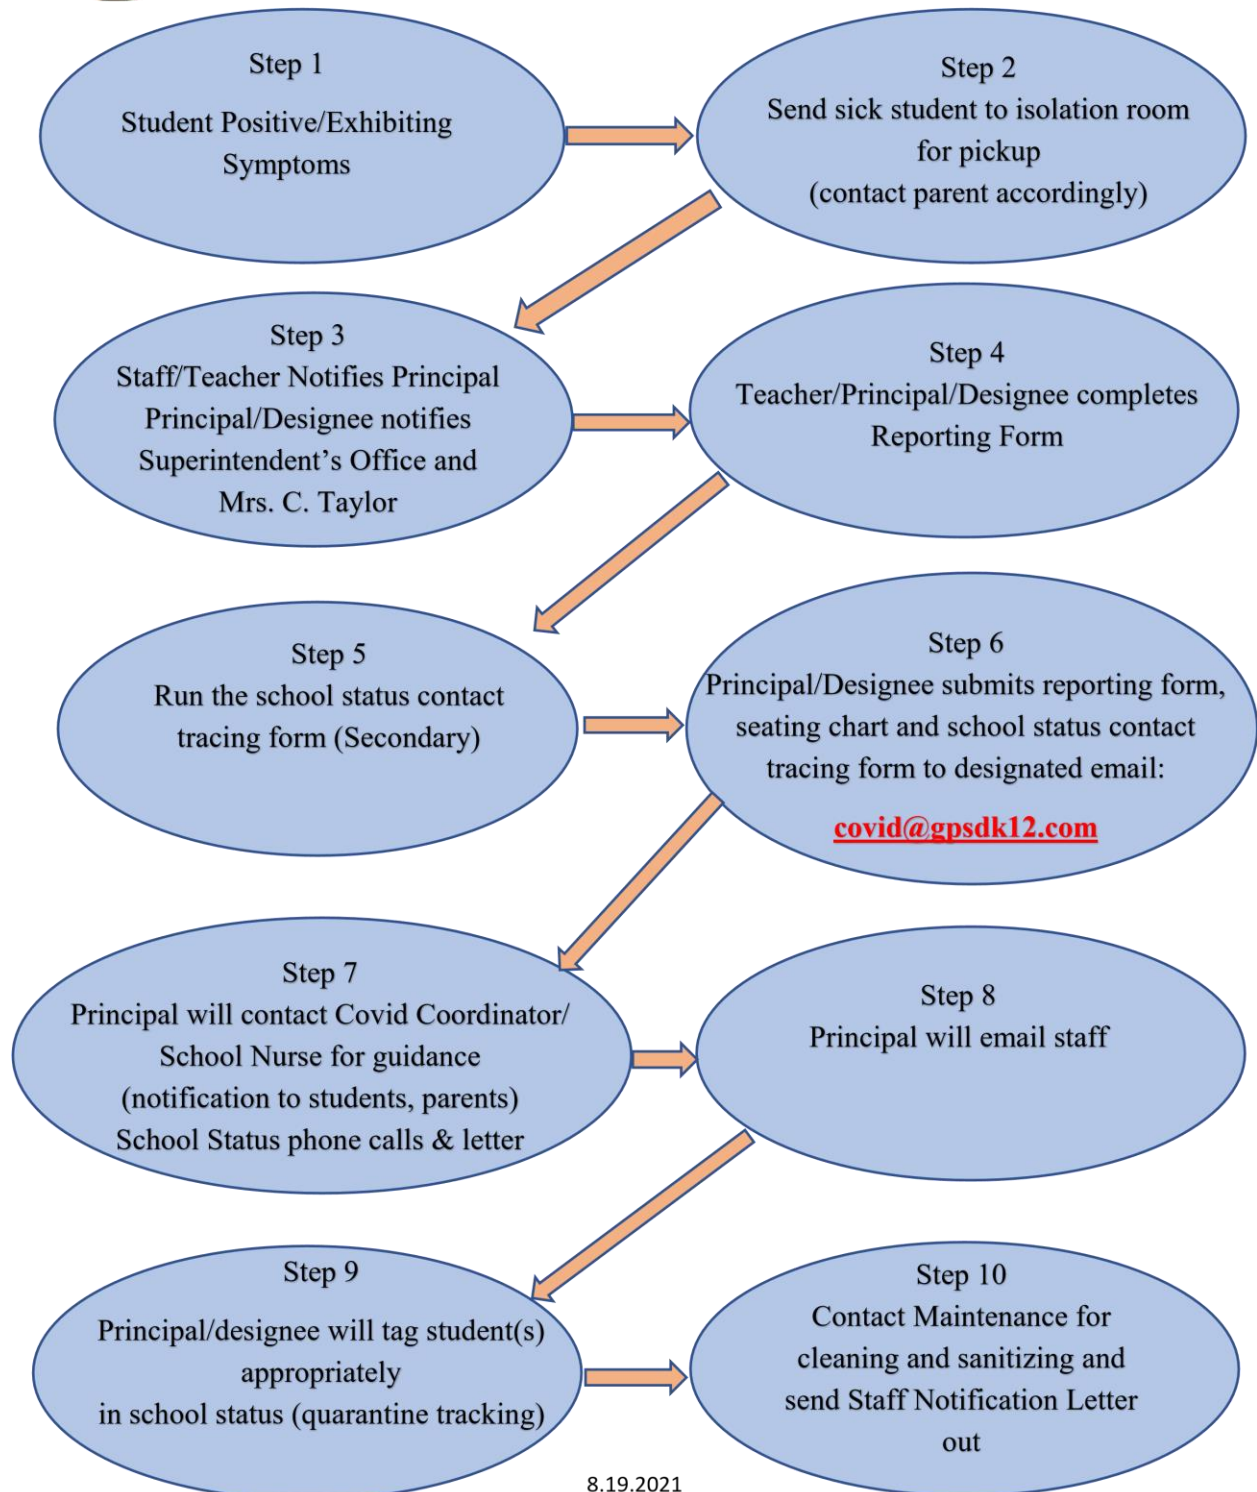 Step 1
Student Positive/Exhibiting
Symptoms
Step 2
Send sick student to isolation room
for pickup
(contact parent accordingly)
Step 3
Staff/Teacher Notifies Principal
Principal/Designee notifies
Superintendent’s Office and
Mrs. C. Taylor
Step 4
Teacher/Principal/Designee completes
Reporting Form
Step 5
Run the school status contact
tracing form (Secondary)
Step 6
Principal/Designee submits reporting form,
seating chart and school status contact
tracing form to designated email:
covid@gpsdk12.com
Step 7
Principal will contact Covid Coordinator/
School Nurse for guidance
(notification to students, parents)
School Status phone calls & letter
Step 8
Principal will email staff
Step 9
Principal/designee will tag student(s)
appropriately
in school status (quarantine tracking)
Step 10
Contact Maintenance for
cleaning and sanitizing and
send Staff Notification Letter
out
8.19.2021